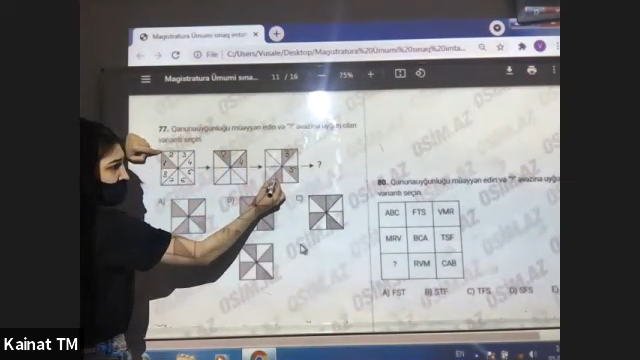 Magistratura Ümumi sınaq imtah
File | C:/Users/Vusale/Desktop/Magistratura%20Ümumi%20sınaq%20imta...
Magistratura Ümumi sına...
11 / 16
75%
77. Qanunauyğunluğu müəyyən edin və "?" əvəzinə uyğun olan
variantı seçin.
?
A)
C)
80. Qanunauyğunluğu müəyyən edin və "?" əvəzinə uyğu
variantı seçin.
ABC FTS VMR
MRV BCA TSF
? RVM CAB
A) FST B) STF C) TFS D) SFS E)
OSIM.AZ
Kainat TM